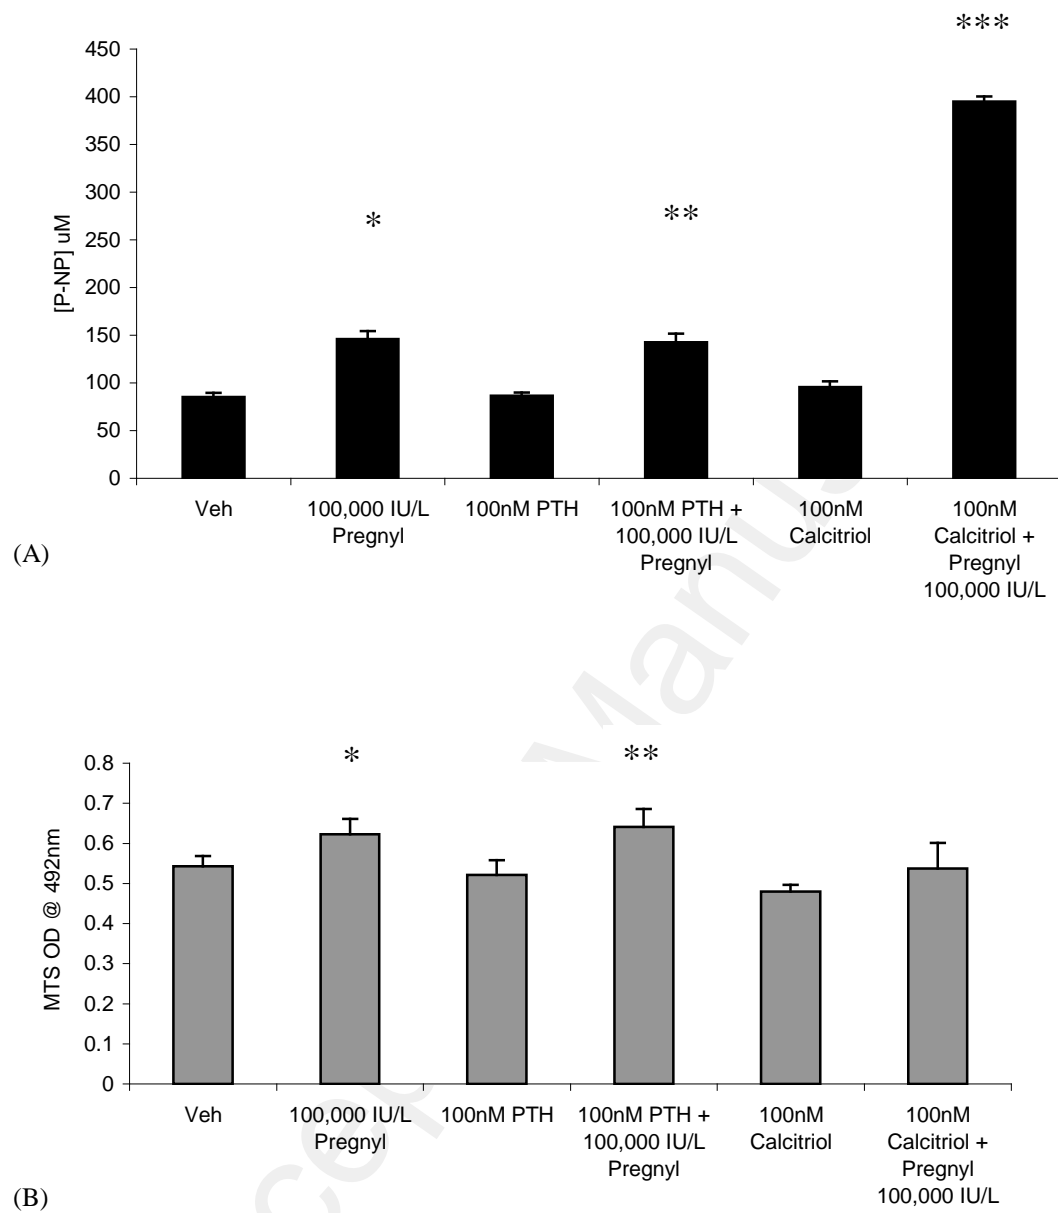 ***
450
400
350
300
250
200
150
100
50
0
[P-NP] uM
*
**
Veh
100,000 IU/L
Pregnyl
100nM PTH
100nM PTH +
100,000 IU/L
Pregnyl
100nM
Calcitriol
100nM
Calcitriol +
Pregnyl
100,000 IU/L
(A)
0.8
0.7
0.6
0.5
0.4
0.3
0.2
0.1
0
MTS OD @ 492nm
*
**
Veh
100,000 IU/L
Pregnyl
100nM PTH
100nM PTH +
100,000 IU/L
Pregnyl
100nM
Calcitriol
100nM
Calcitriol +
Pregnyl
100,000 IU/L
(B)